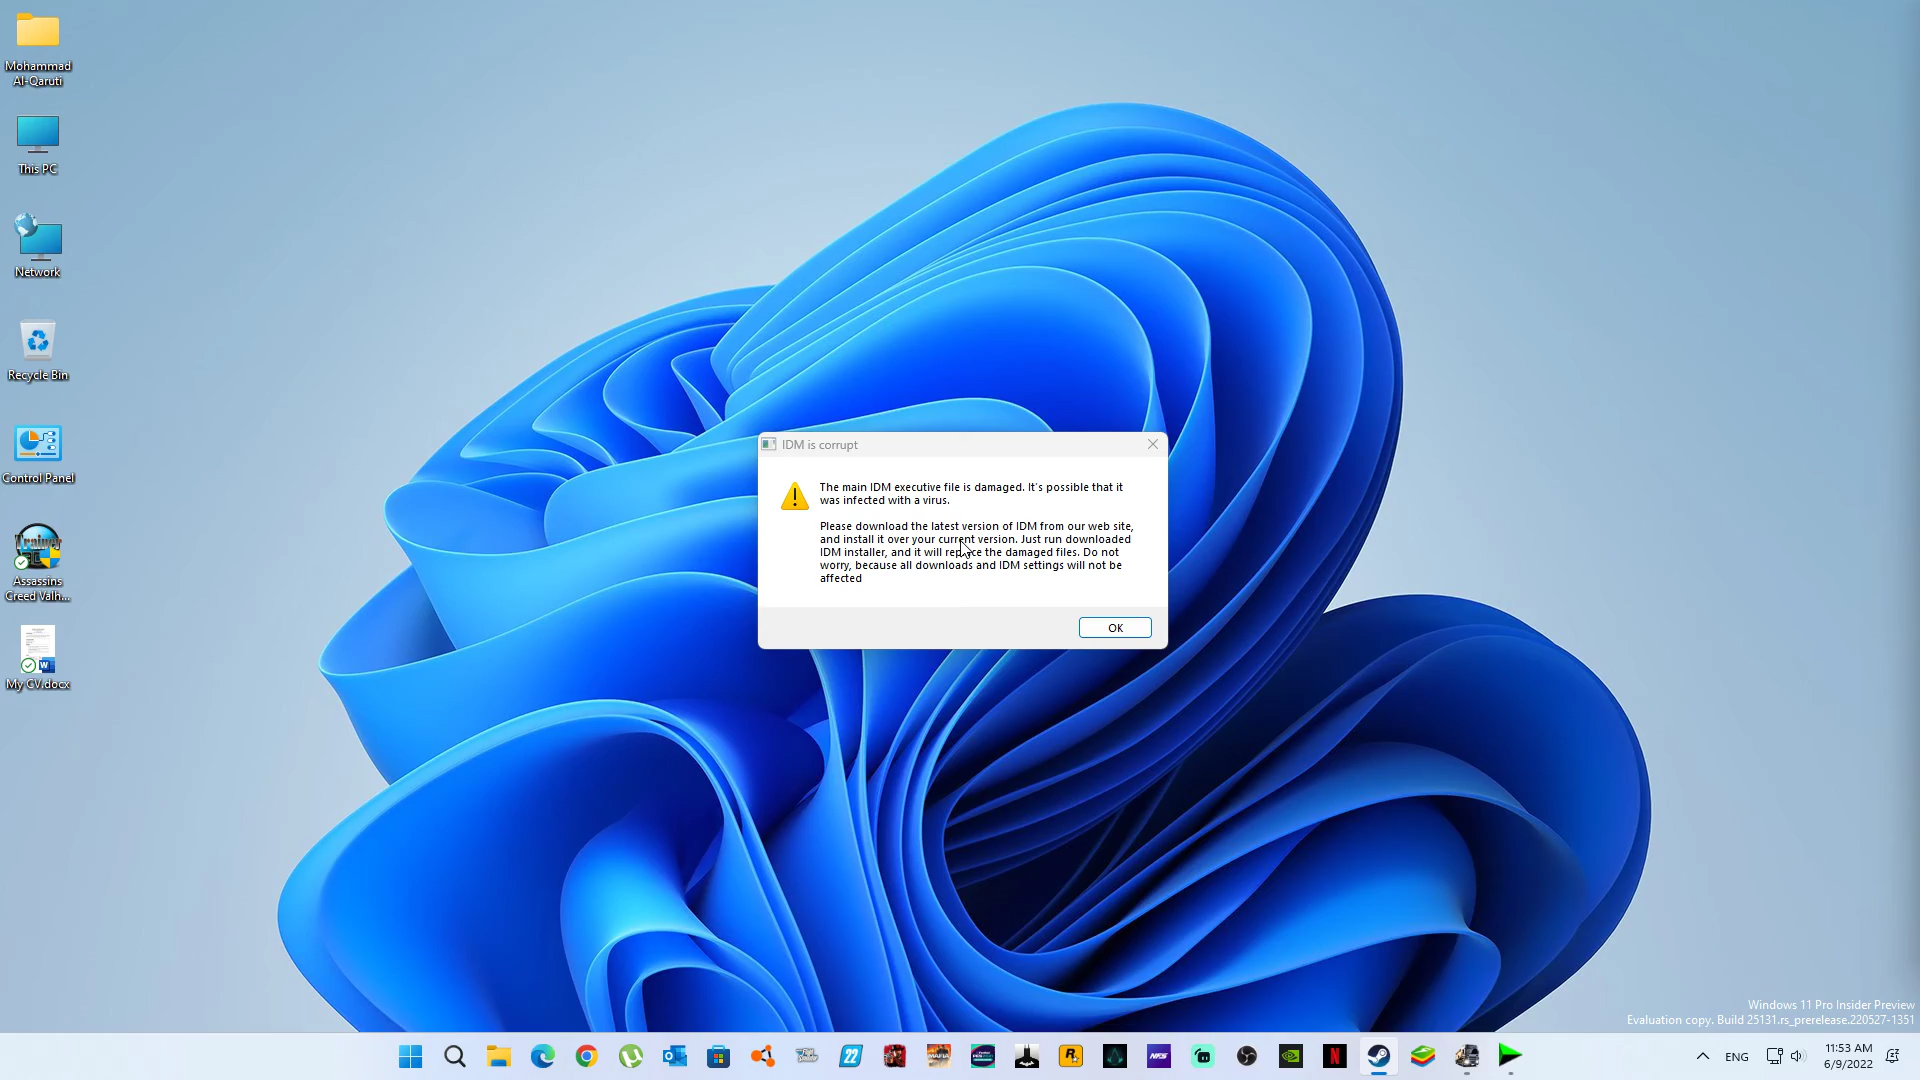 Mohammad
Al-Qaruti
This PC
Network
Recycle Bin
Control Panel
Trainer
Assassins
Creed Valh...
My CV.docx
IDM is corrupt
The main IDM executive file is damaged. It's possible that it
was infected with a virus.
Please download the latest version of IDM from our web site,
and install it over your current version. Just run downloaded
IDM installer, and it will replace the damaged files. Do not
worry, because all downloads and IDM settings will not be
affected
OK
Windows 11 Pro Insider Preview
Evaluation copy. Build 25131.rs_prerelease.220527-1351
22
MAFIA
R
NFS
N
ENG
11:53 AM
6/9/2022